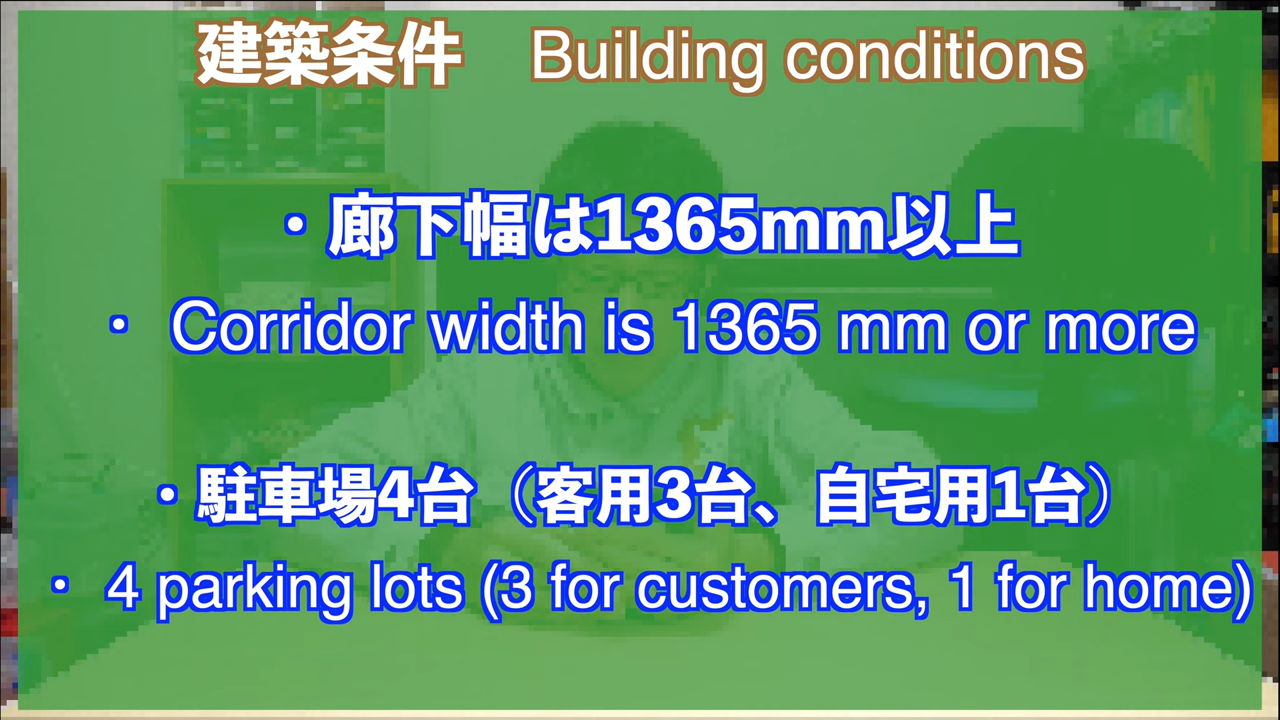 建築条件　Building conditions
・廊下幅は1365mm以上
・ Corridor width is 1365 mm or more
・駐車場4台（客用3台、自宅用1台）
・ 4 parking lots (3 for customers, 1 for home)